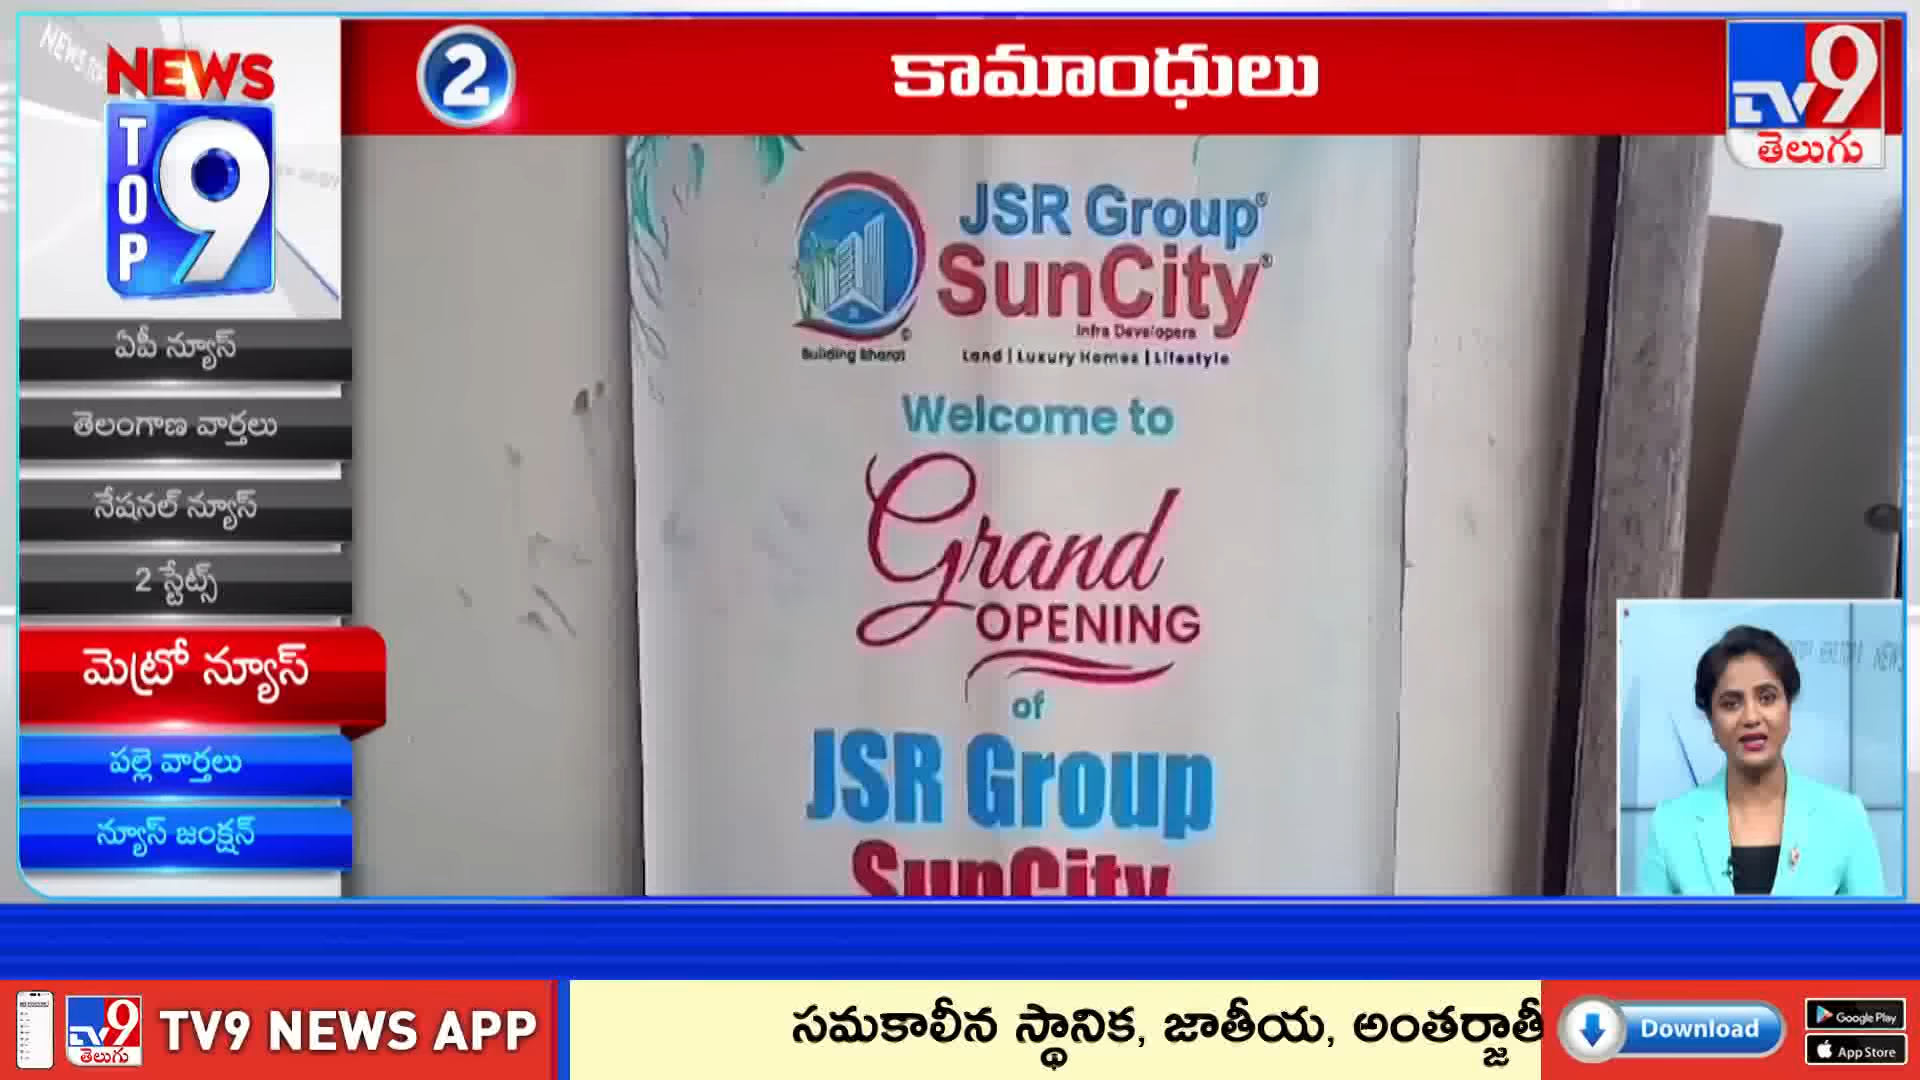 NEWS
TOP
9
2
కామాంధులు
TV9
తెలుగు
ఏపీ న్యూస్
తెలంగాణ వార్తలు
నేషనల్ న్యూస్
2 స్టేట్స్
మెట్రో న్యూస్
పల్లె వార్తలు
న్యూస్ జంక్షన్
JSR Group
SunCity
Infra Developers
Building Bharat
Land | Luxury Homes | Lifestyle
Welcome to
Grand
OPENING
of
JSR Group
SunCity
TV9
తెలుగు
TV9 NEWS APP
సమకాలీన స్థానిక, జాతీయ, అంతర్జాతీ
Download
Google Play
App Store